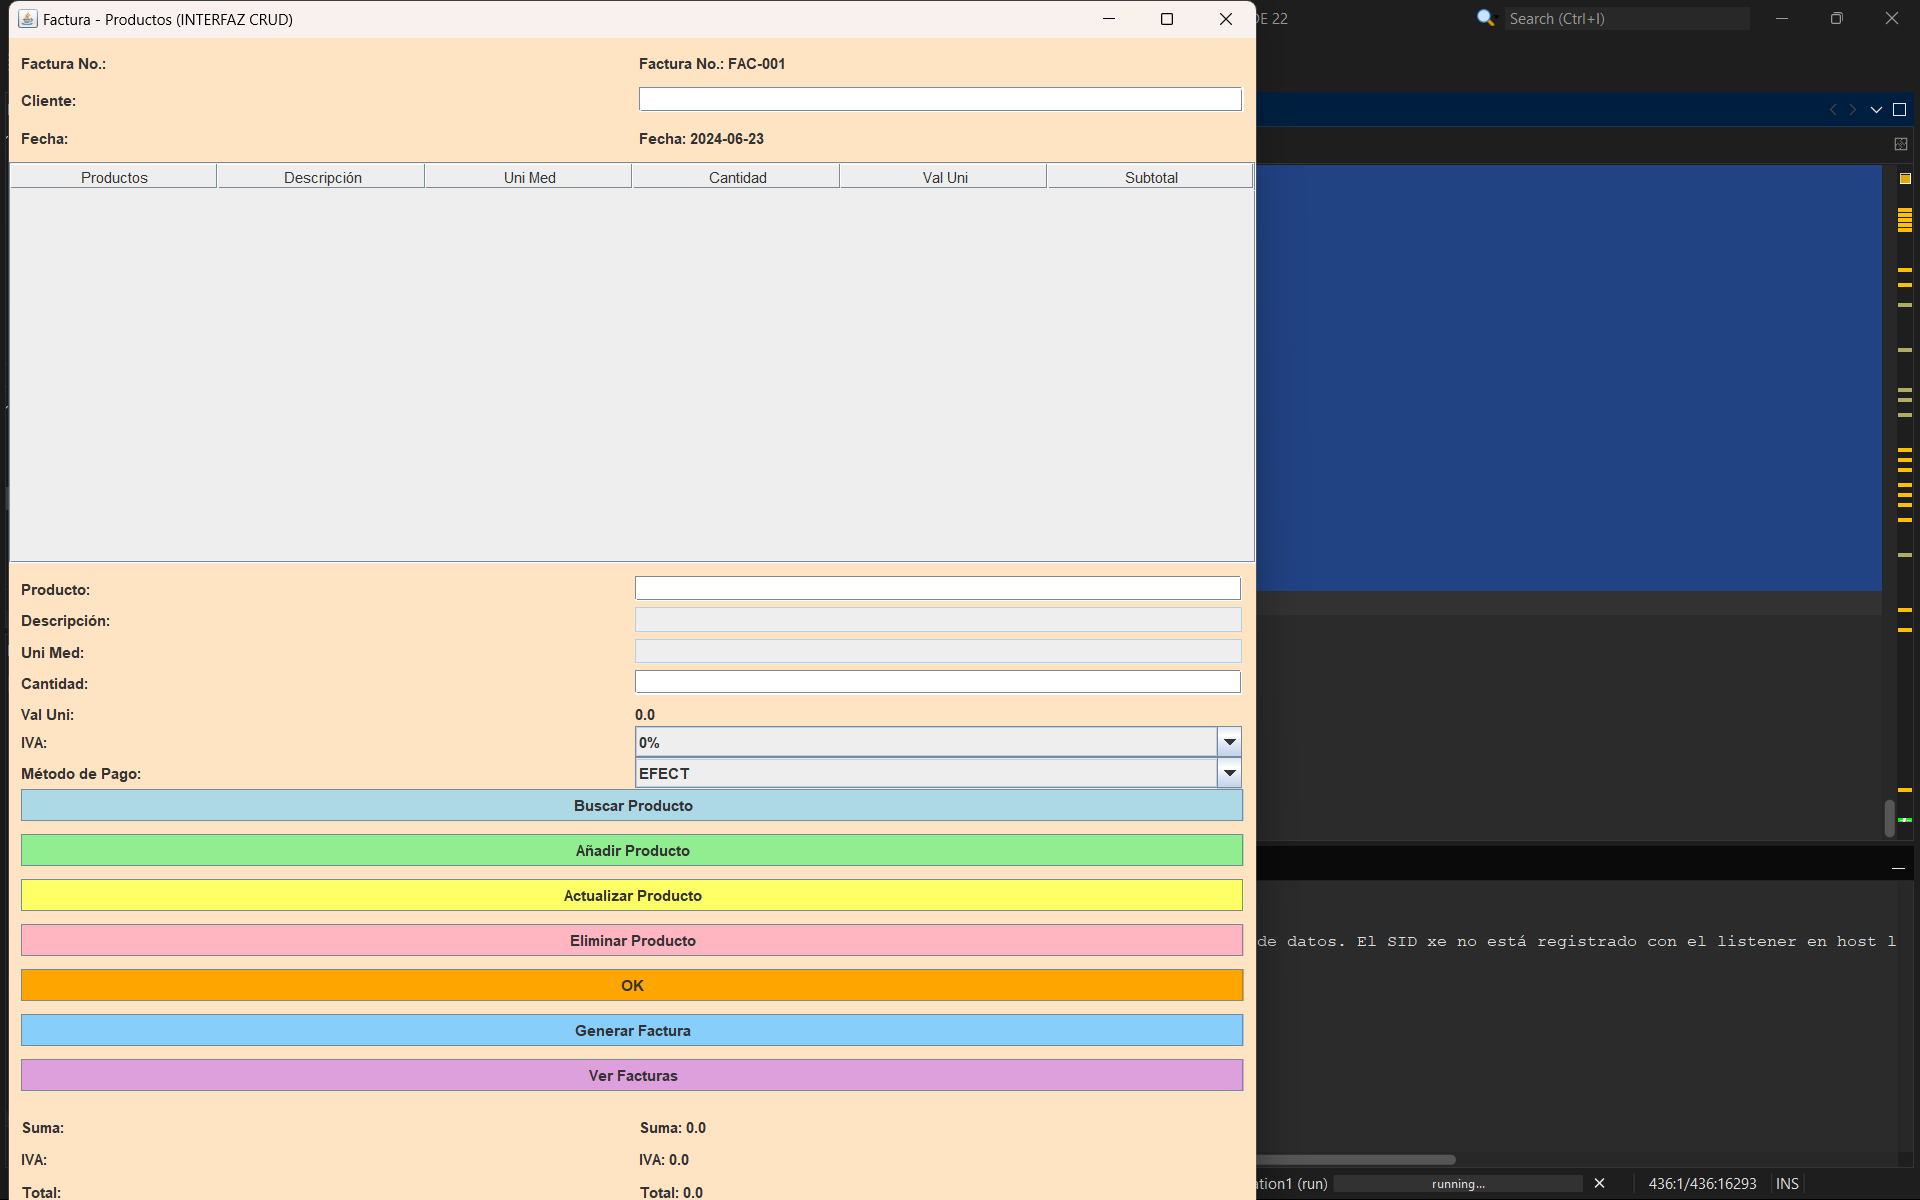 Factura - Productos (INTERFAZ CRUD)
DE 22
Search (Ctrl+I)
Factura No.:
Factura No.: FAC-001
Cliente:
Fecha:
Fecha: 2024-06-23
Productos
Descripción
Uni Med
Cantidad
Val Uni
Subtotal
Producto:
Descripción:
Uni Med:
Cantidad:
Val Uni:
0.0
IVA:
0%
Método de Pago:
EFECT
Buscar Producto
Añadir Producto
Actualizar Producto
Eliminar Producto
de datos. El SID xe no está registrado con el listener en host l
OK
Generar Factura
Ver Facturas
Suma:
Suma: 0.0
IVA:
IVA: 0.0
Total:
Total: 0.0
ation1 (run)
running...
436:1/436:16293
INS